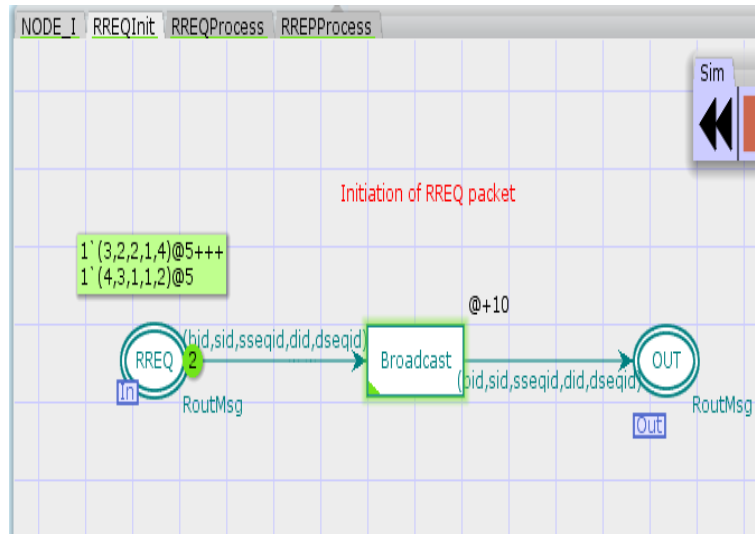 NODE_I RREQInit RREQProcess RREPProcess
Sim
Initiation of RREQ packet
1`(3,2,2,1,4)@5+++
1`(4,3,1,1,2)@5
@+10
(bid,sid,sseqid,did,dseqid)
RREQ 2 Broadcast OUT
(bid,sid,sseqid,did,dseqid)
In RoutMsg RoutMsg
Out